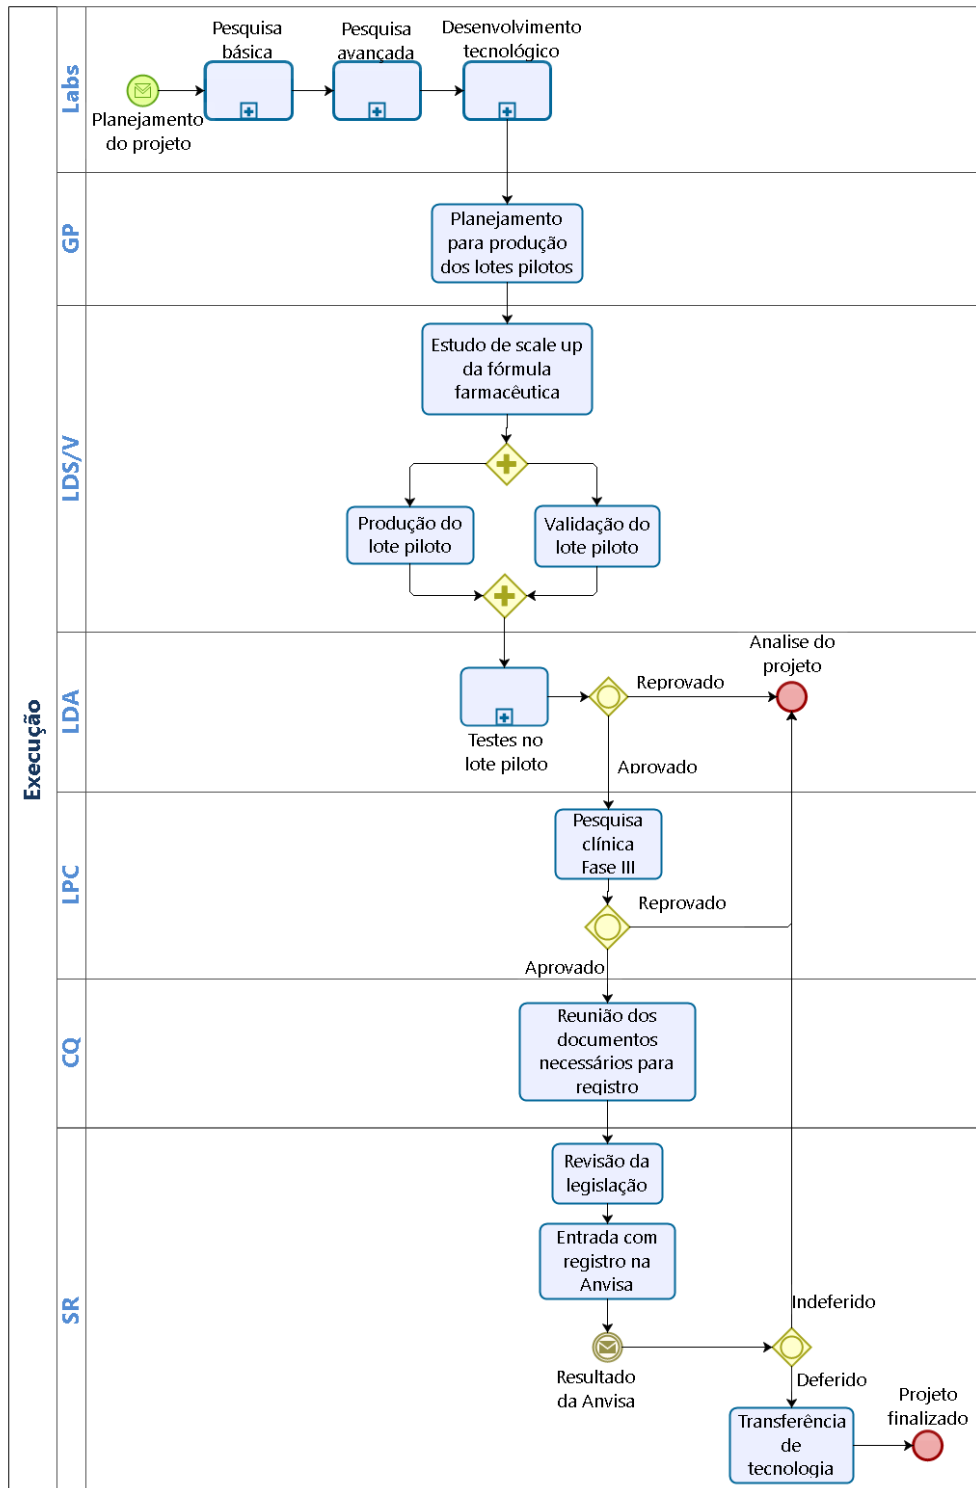 Execução
Labs
Pesquisa
básica
Pesquisa
avançada
Desenvolvimento
tecnológico
Planejamento
do projeto
GP
Planejamento
para produção
dos lotes pilotos
LDS/V
Estudo de scale up
da fórmula
farmacêutica
Produção do
lote piloto
Validação do
lote piloto
LDA
Testes no
lote piloto
Reprovado
Analise do
projeto
Aprovado
LPC
Pesquisa
clínica
Fase III
Reprovado
Aprovado
CQ
Reunião dos
documentos
necessários para
registro
SR
Revisão da
legislação
Entrada com
registro na
Anvisa
Resultado
da Anvisa
Indeferido
Deferido
Transferência
de
tecnologia
Projeto
finalizado